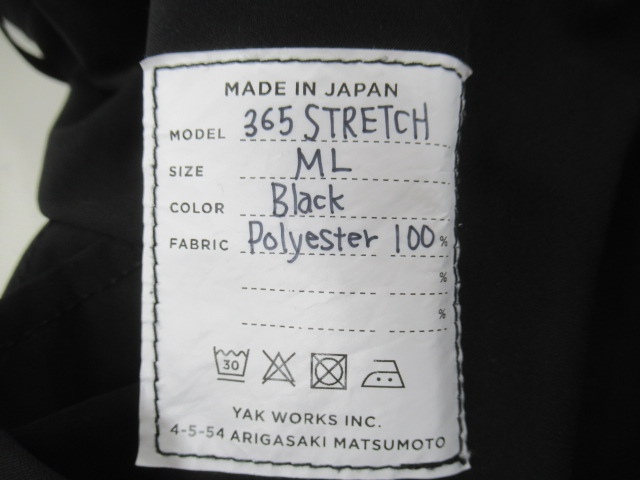 MADE IN JAPAN
MODEL 365 STRETCH
SIZE ML
COLOR Black
FABRIC Polyester 100 %
%
%
30
YAK WORKS INC.
4-5-54 ARIGASAKI MATSUMOTO